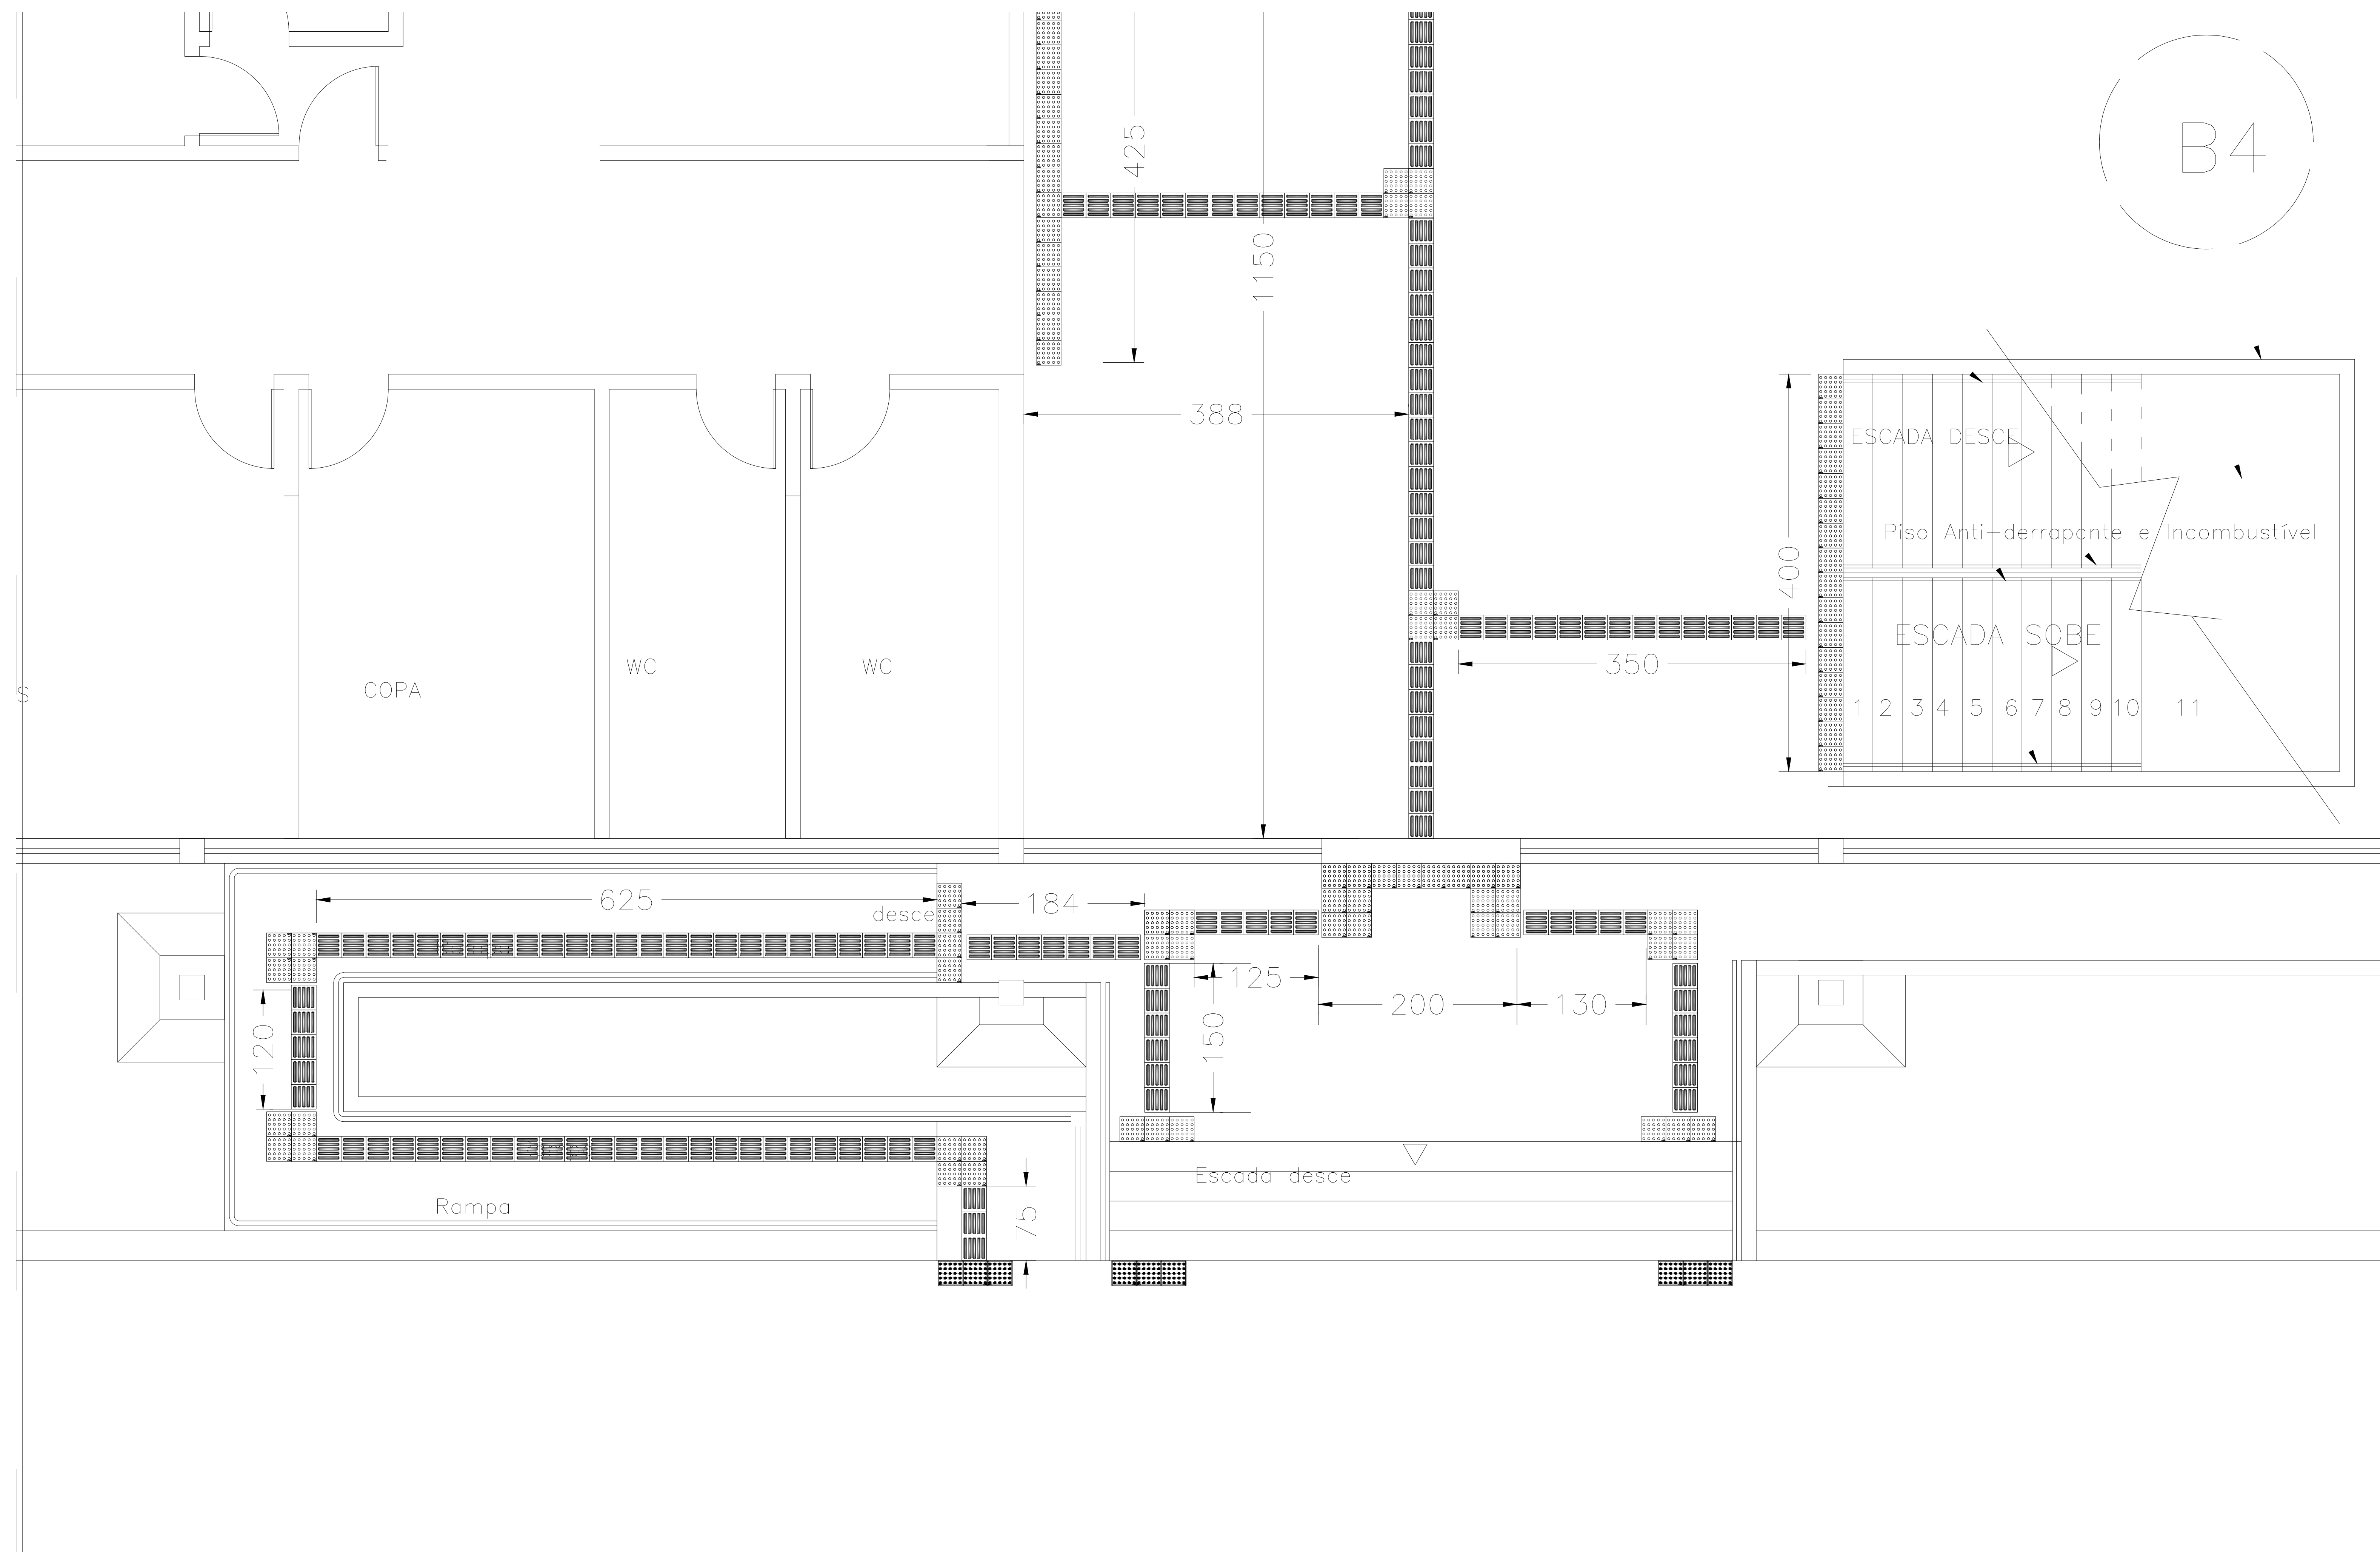 B4
425
1150
388
ESCADA DESCE
Piso Anti-derrapante e Incombustível
400
ESCADA SOBE
350
WC
WC
COPA
S
1 2 3 4 5 6 7 8 9 10 11
625
184
desce
Rampa
125
200
130
150
120
Rampa
Escada desce
Rampa
75